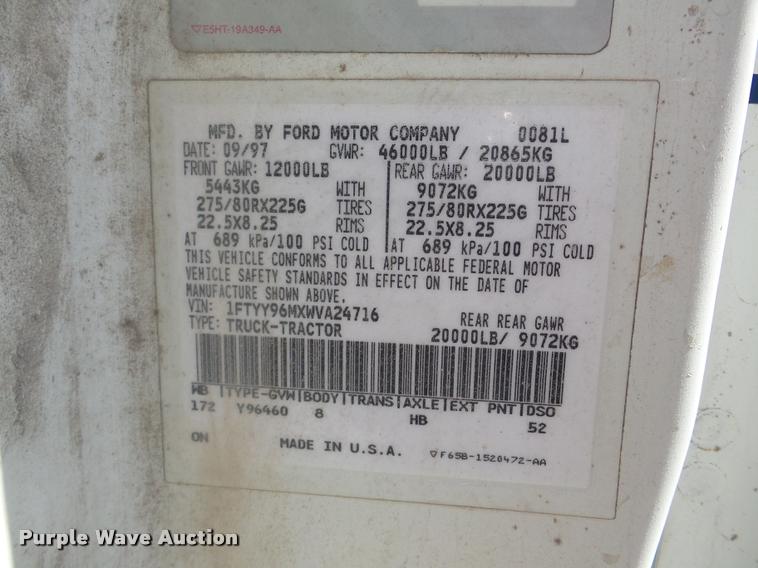 ▽E5HT-19A349-AA
MFD. BY FORD MOTOR COMPANY 0081L
DATE: 09/97 GVWR: 46000LB / 20865KG
FRONT GAWR: 12000LB REAR GAWR: 20000LB
5443KG WITH 9072KG WITH
275/80RX225G TIRES 275/80RX225G TIRES
22.5X8.25 RIMS 22.5X8.25 RIMS
AT 689 kPa/100 PSI COLD AT 689 kPa/100 PSI COLD
THIS VEHICLE CONFORMS TO ALL APPLICABLE FEDERAL MOTOR
VEHICLE SAFETY STANDARDS IN EFFECT ON THE DATE OF
MANUFACTURE SHOWN ABOVE.
VIN: 1FTYY96MXWVA24716 REAR REAR GAWR
TYPE: TRUCK-TRACTOR 20000LB/ 9072KG
WB |TYPE-GVW|BODY|TRANS|AXLE|EXT PNT|DSO
172 Y96460 8 HB 52
ON MADE IN U.S.A. ▽F65B-1520472-AA
Purple Wave Auction